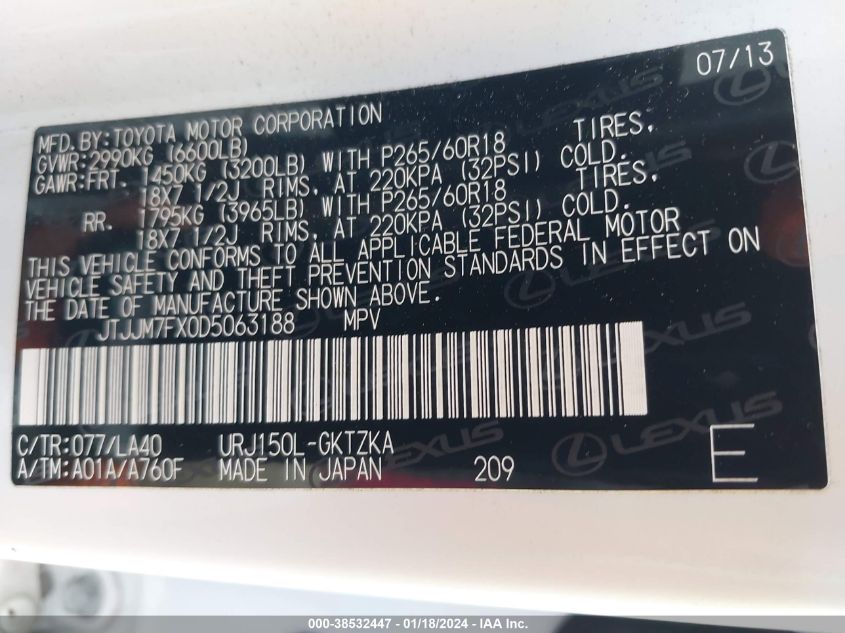 07/13
MFD. BY:TOYOTA MOTOR CORPORATION
GVWR:2990KG (6600LB)
GAWR:FRT. 1450KG (3200LB) WITH P265/60R18 TIRES,
18X7 1/2J RIMS, AT 220KPA (32PSI) COLD.
RR. 1795KG (3965LB) WITH P265/60R18 TIRES,
18X7 1/2J RIMS, AT 220KPA (32PSI) COLD.
THIS VEHICLE CONFORMS TO ALL APPLICABLE FEDERAL MOTOR
VEHICLE SAFETY AND THEFT PREVENTION STANDARDS IN EFFECT ON
THE DATE OF MANUFACTURE SHOWN ABOVE.
JTJJM7FX0D5063188 MPV
C/TR:077/LA40 URJ150L-GKTZKA
A/TM:A01A/A760F MADE IN JAPAN 209 E
LEXUS
000-38532447 - 01/18/2024 - IAA Inc.